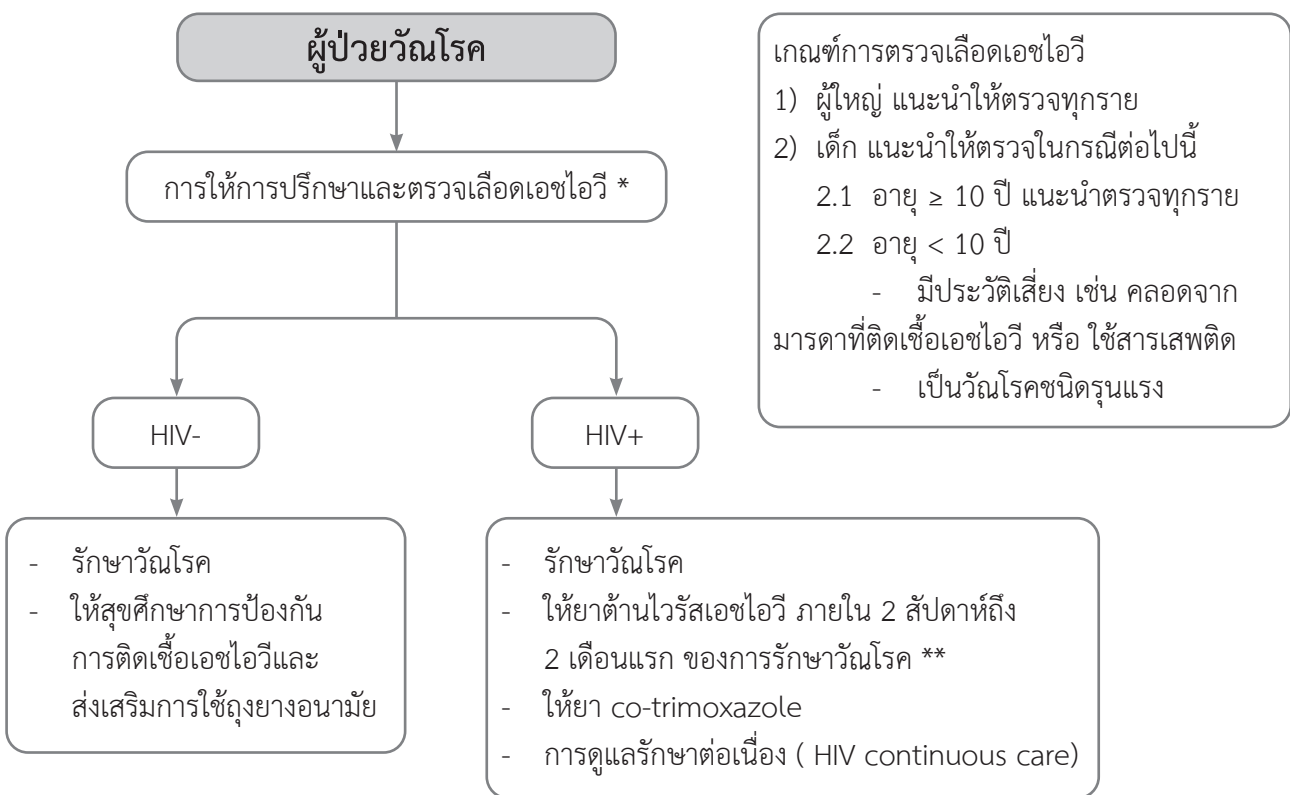 ผู้ป่วยวัณโรค
การให้การปรึกษาและตรวจเลือดเอชไอวี *
HIV-
HIV+
- รักษาวัณโรค
- ให้สุขศึกษาการป้องกัน
การติดเชื้อเอชไอวีและ
ส่งเสริมการใช้ถุงยางอนามัย
- รักษาวัณโรค
- ให้ยาต้านไวรัสเอชไอวี ภายใน 2 สัปดาห์ถึง
2 เดือนแรก ของการรักษาวัณโรค **
- ให้ยา co-trimoxazole
- การดูแลรักษาต่อเนื่อง ( HIV continuous care)
เกณฑ์การตรวจเลือดเอชไอวี
1) ผู้ใหญ่ แนะนำให้ตรวจทุกราย
2) เด็ก แนะนำให้ตรวจในกรณีต่อไปนี้
2.1 อายุ ≥ 10 ปี แนะนำตรวจทุกราย
2.2 อายุ < 10 ปี
- มีประวัติเสี่ยง เช่น คลอดจาก
มารดาที่ติดเชื้อเอชไอวี หรือ ใช้สารเสพติด
- เป็นวัณโรคชนิดรุนแรง